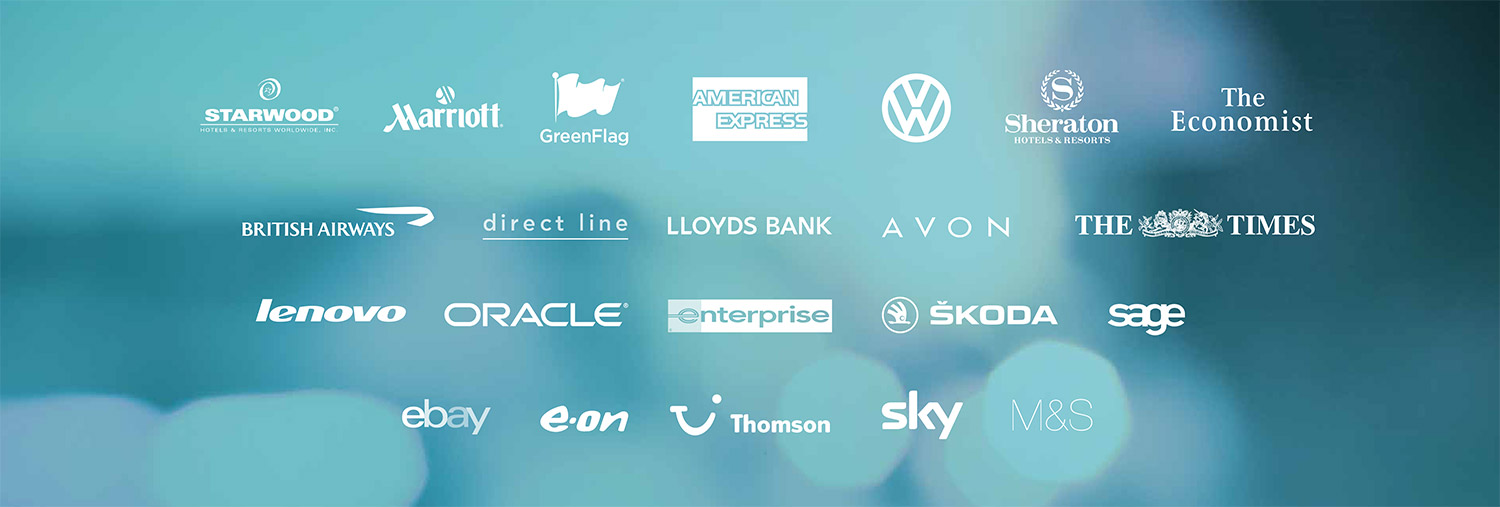 STARWOOD®
HOTELS & RESORTS WORLDWIDE, INC.
Marriott®
GreenFlag
AMERICAN
EXPRESS
VW
S
Sheraton
HOTELS & RESORTS
The
Economist
BRITISH AIRWAYS
direct line
LLOYDS BANK
AVON
THE TIMES
lenovo
ORACLE®
enterprise
ŠKODA
sage
ebay
e·on
Thomson
sky
M&S